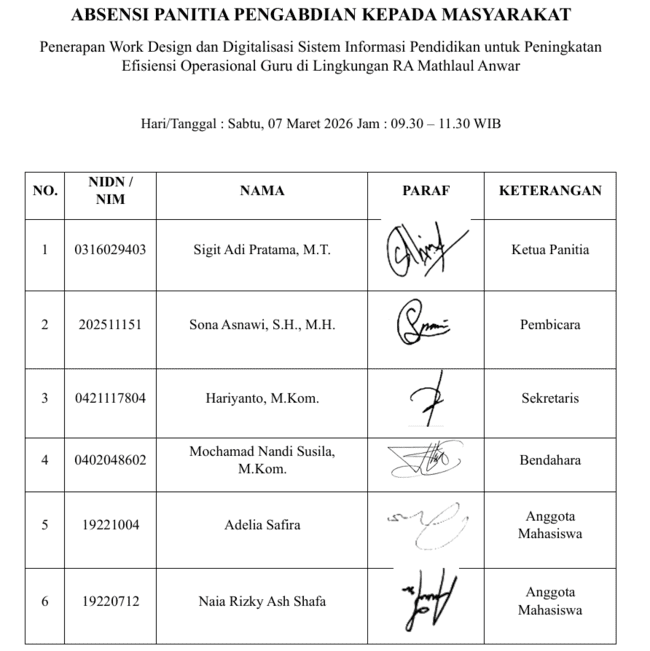 ABSENSI PANITIA PENGABDIAN KEPADA MASYARAKAT
Penerapan Work Design dan Digitalisasi Sistem Informasi Pendidikan untuk Peningkatan
Efisiensi Operasional Guru di Lingkungan RA Mathlaul Anwar
Hari/Tanggal : Sabtu, 07 Maret 2026 Jam : 09.30 – 11.30 WIB
NO. NIDN / NIM NAMA PARAF KETERANGAN
1 0316029403 Sigit Adi Pratama, M.T. Ketua Panitia
2 202511151 Sona Asnawi, S.H., M.H. Pembicara
3 0421117804 Hariyanto, M.Kom. Sekretaris
4 0402048602 Mochamad Nandi Susila, M.Kom. Bendahara
5 19221004 Adelia Safira Anggota Mahasiswa
6 19220712 Naia Rizky Ash Shafa Anggota Mahasiswa